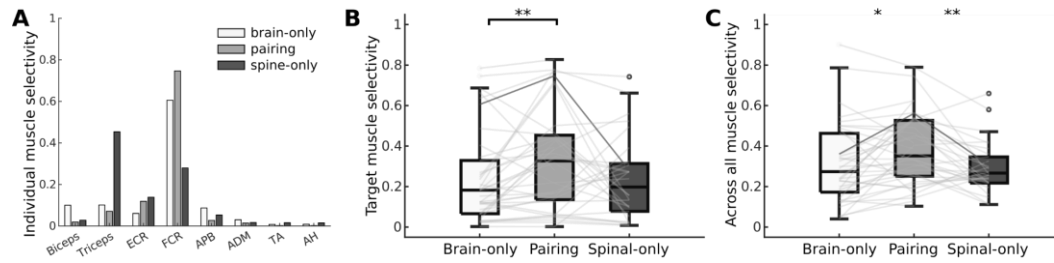 A
Individual muscle selectivity
1
0.8
0.6
0.4
0.2
0
brain-only
pairing
spine-only
Biceps
Triceps
ECR
FCR
APB
ADM
TA
AH
B
**
Target muscle selectivity
1
0.8
0.6
0.4
0.2
0
Brain-only
Pairing
Spinal-only
C
*
**
Across all muscle selectivity
1
0.8
0.6
0.4
0.2
0
Brain-only
Pairing
Spinal-only